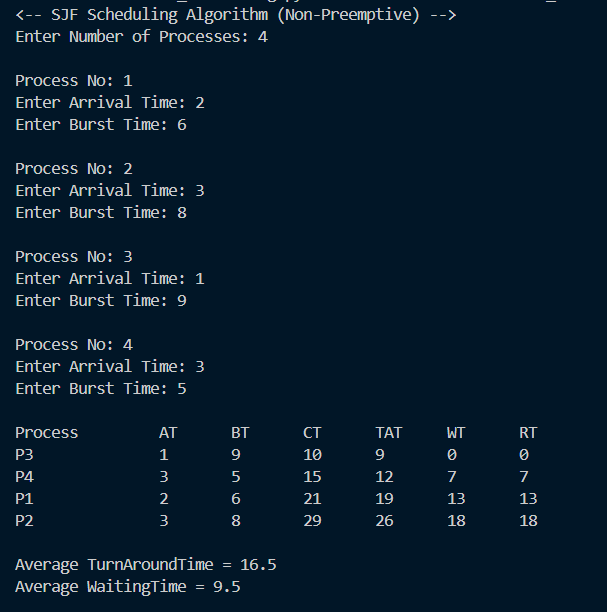 <-- SJF Scheduling Algorithm (Non-Preemptive) -->
Enter Number of Processes: 4
Process No: 1
Enter Arrival Time: 2
Enter Burst Time: 6
Process No: 2
Enter Arrival Time: 3
Enter Burst Time: 8
Process No: 3
Enter Arrival Time: 1
Enter Burst Time: 9
Process No: 4
Enter Arrival Time: 3
Enter Burst Time: 5
Process AT BT CT TAT WT RT
P3 1 9 10 9 0 0
P4 3 5 15 12 7 7
P1 2 6 21 19 13 13
P2 3 8 29 26 18 18
Average TurnAroundTime = 16.5
Average WaitingTime = 9.5